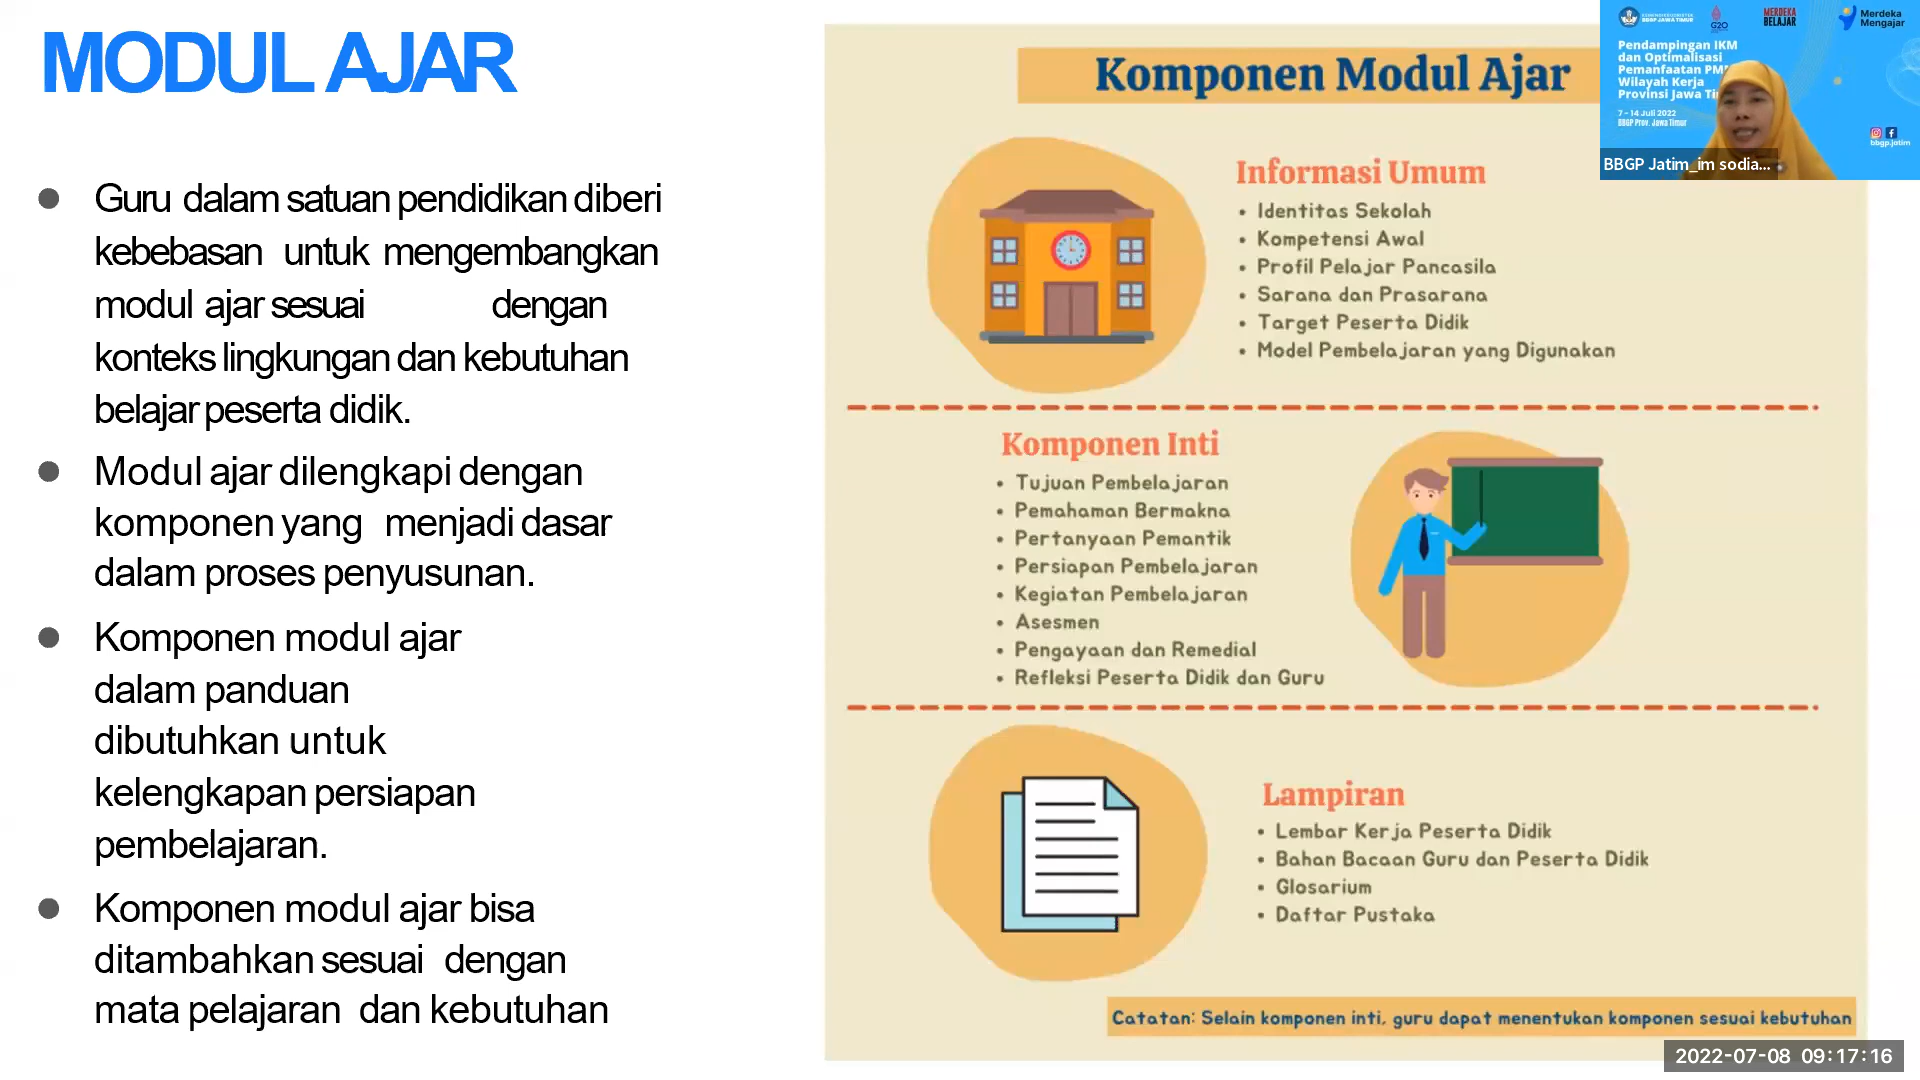 MODUL AJAR
Guru dalam satuan pendidikan diberi
kebebasan untuk mengembangkan
modul ajar sesuai dengan
konteks lingkungan dan kebutuhan
belajar peserta didik.
Modul ajar dilengkapi dengan
komponen yang menjadi dasar
dalam proses penyusunan.
Komponen modul ajar
dalam panduan
dibutuhkan untuk
kelengkapan persiapan
pembelajaran.
Komponen modul ajar bisa
ditambahkan sesuai dengan
mata pelajaran dan kebutuhan
Komponen Modul Ajar
Informasi Umum
• Identitas Sekolah
• Kompetensi Awal
• Profil Pelajar Pancasila
• Sarana dan Prasarana
• Target Peserta Didik
• Model Pembelajaran yang Digunakan
Komponen Inti
• Tujuan Pembelajaran
• Pemahaman Bermakna
• Pertanyaan Pemantik
• Persiapan Pembelajaran
• Kegiatan Pembelajaran
• Asesmen
• Pengayaan dan Remedial
• Refleksi Peserta Didik dan Guru
Lampiran
• Lembar Kerja Peserta Didik
• Bahan Bacaan Guru dan Peserta Didik
• Glosarium
• Daftar Pustaka
Catatan: Selain komponen inti, guru dapat menentukan komponen sesuai kebutuhan
BBGP JAWA TIMUR
G20
MERDEKA
BELAJAR
Merdeka
Mengajar
Pendampingan IKM
dan Optimalisasi
Pemanfaatan
Wilayah Kerja
Provinsi Jawa
7 - 14 Juli 2022
BBGP Prov. Jawa Timur
bbgp.jatim
BBGP Jatim_im sodia...
2022-07-08 09:17:16